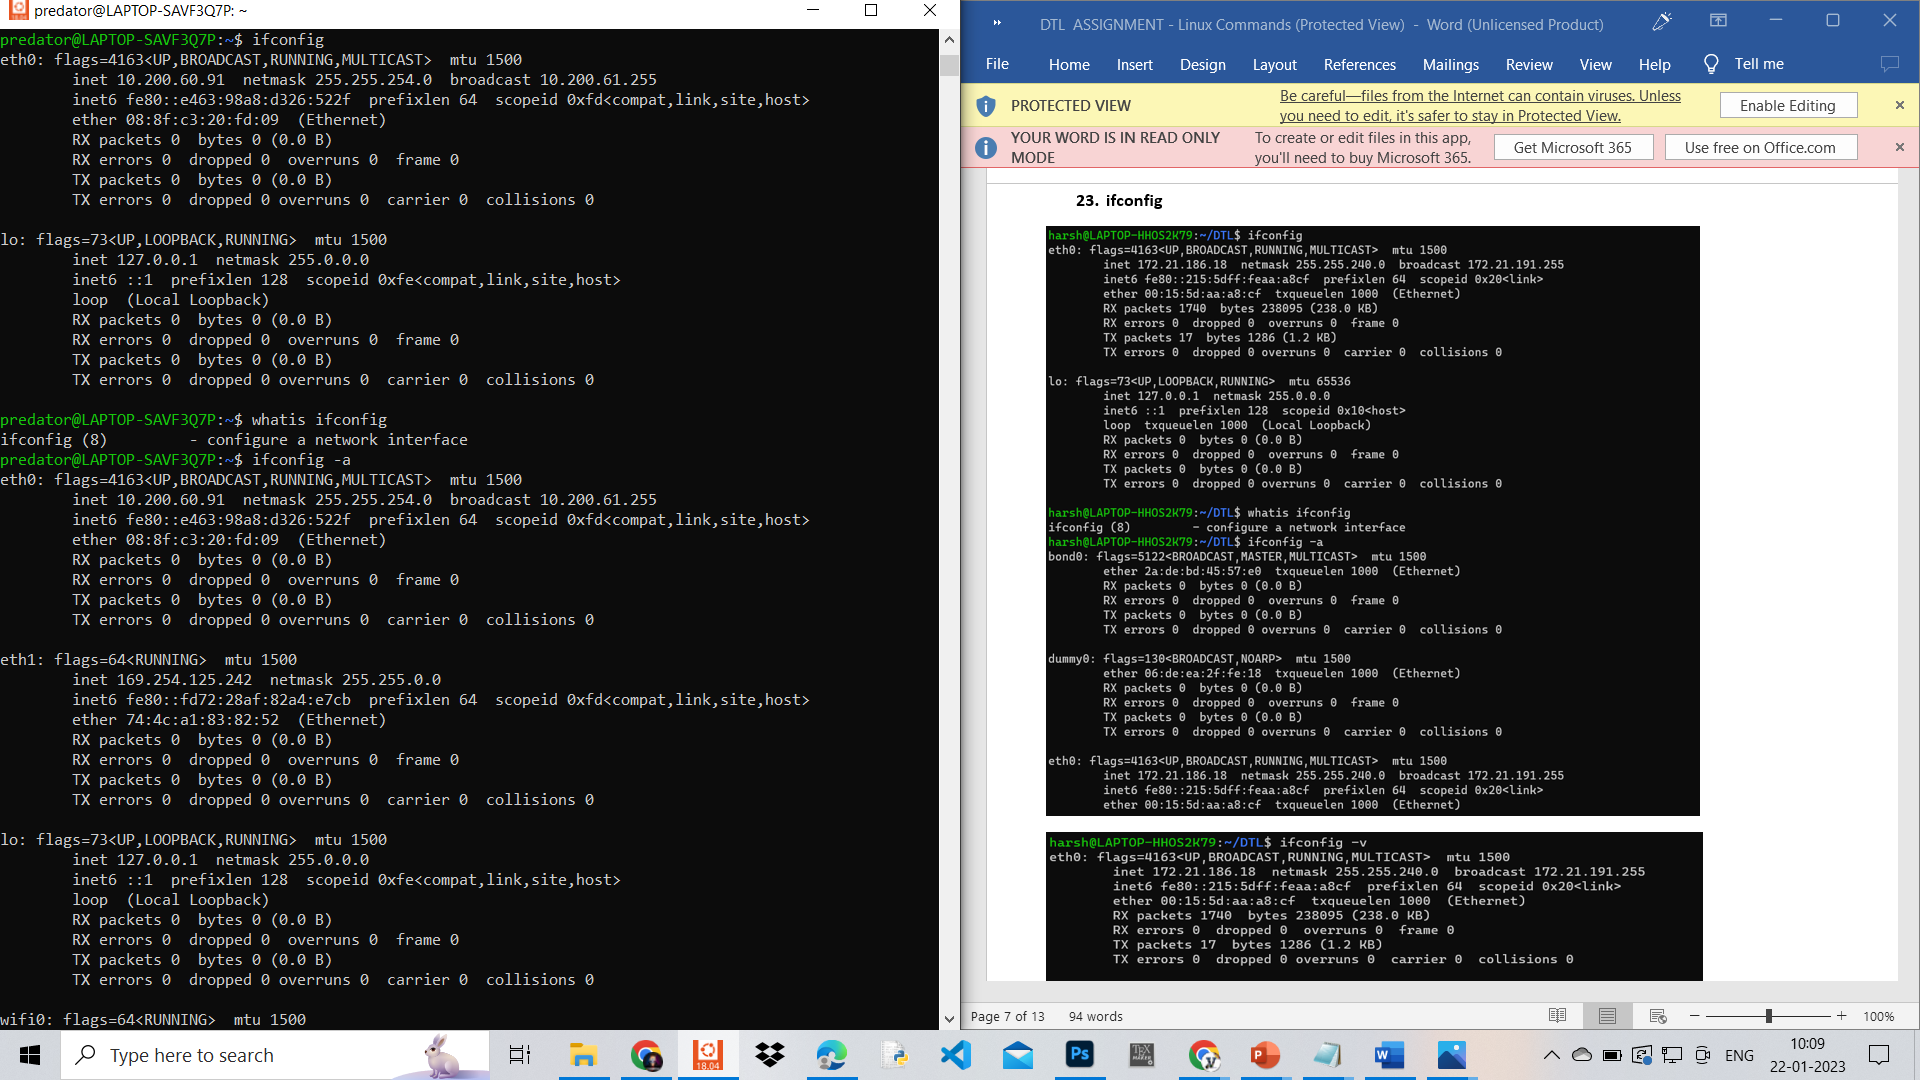 predator@LAPTOP-SAVF3Q7P: ~
predator@LAPTOP-SAVF3Q7P:~$ ifconfig
eth0: flags=4163<UP,BROADCAST,RUNNING,MULTICAST>  mtu 1500
inet 10.200.60.91  netmask 255.255.254.0  broadcast 10.200.61.255
inet6 fe80::e463:98a8:d326:522f  prefixlen 64  scopeid 0xfd<compat,link,site,host>
ether 08:8f:c3:20:fd:09  (Ethernet)
RX packets 0  bytes 0 (0.0 B)
RX errors 0  dropped 0  overruns 0  frame 0
TX packets 0  bytes 0 (0.0 B)
TX errors 0  dropped 0 overruns 0  carrier 0  collisions 0
lo: flags=73<UP,LOOPBACK,RUNNING>  mtu 1500
inet 127.0.0.1  netmask 255.0.0.0
inet6 ::1  prefixlen 128  scopeid 0xfe<compat,link,site,host>
loop  (Local Loopback)
RX packets 0  bytes 0 (0.0 B)
RX errors 0  dropped 0  overruns 0  frame 0
TX packets 0  bytes 0 (0.0 B)
TX errors 0  dropped 0 overruns 0  carrier 0  collisions 0
predator@LAPTOP-SAVF3Q7P:~$ whatis ifconfig
ifconfig (8)         - configure a network interface
predator@LAPTOP-SAVF3Q7P:~$ ifconfig -a
eth0: flags=4163<UP,BROADCAST,RUNNING,MULTICAST>  mtu 1500
inet 10.200.60.91  netmask 255.255.254.0  broadcast 10.200.61.255
inet6 fe80::e463:98a8:d326:522f  prefixlen 64  scopeid 0xfd<compat,link,site,host>
ether 08:8f:c3:20:fd:09  (Ethernet)
RX packets 0  bytes 0 (0.0 B)
RX errors 0  dropped 0  overruns 0  frame 0
TX packets 0  bytes 0 (0.0 B)
TX errors 0  dropped 0 overruns 0  carrier 0  collisions 0
eth1: flags=64<RUNNING>  mtu 1500
inet 169.254.125.242  netmask 255.255.0.0
inet6 fe80::fd72:28af:82a4:e7cb  prefixlen 64  scopeid 0xfd<compat,link,site,host>
ether 74:4c:a1:83:82:52  (Ethernet)
RX packets 0  bytes 0 (0.0 B)
RX errors 0  dropped 0  overruns 0  frame 0
TX packets 0  bytes 0 (0.0 B)
TX errors 0  dropped 0 overruns 0  carrier 0  collisions 0
lo: flags=73<UP,LOOPBACK,RUNNING>  mtu 1500
inet 127.0.0.1  netmask 255.0.0.0
inet6 ::1  prefixlen 128  scopeid 0xfe<compat,link,site,host>
loop  (Local Loopback)
RX packets 0  bytes 0 (0.0 B)
RX errors 0  dropped 0  overruns 0  frame 0
TX packets 0  bytes 0 (0.0 B)
TX errors 0  dropped 0 overruns 0  carrier 0  collisions 0
wifi0: flags=64<RUNNING>  mtu 1500
DTL ASSIGNMENT - Linux Commands (Protected View) - Word (Unlicensed Product)
File Home Insert Design Layout References Mailings Review View Help Tell me
PROTECTED VIEW Be careful—files from the Internet can contain viruses. Unless you need to edit, it's safer to stay in Protected View. Enable Editing
YOUR WORD IS IN READ ONLY MODE To create or edit files in this app, you'll need to buy Microsoft 365. Get Microsoft 365 Use free on Office.com
23. ifconfig
harsh@LAPTOP-HHOS2K79:~/DTL$ ifconfig
eth0: flags=4163<UP,BROADCAST,RUNNING,MULTICAST>  mtu 1500
inet 172.21.186.18  netmask 255.255.240.0  broadcast 172.21.191.255
inet6 fe80::215:5dff:feaa:a8cf  prefixlen 64  scopeid 0x20<link>
ether 00:15:5d:aa:a8:cf  txqueuelen 1000  (Ethernet)
RX packets 1740  bytes 238095 (238.0 KB)
RX errors 0  dropped 0  overruns 0  frame 0
TX packets 17  bytes 1286 (1.2 KB)
TX errors 0  dropped 0 overruns 0  carrier 0  collisions 0
lo: flags=73<UP,LOOPBACK,RUNNING>  mtu 65536
inet 127.0.0.1  netmask 255.0.0.0
inet6 ::1  prefixlen 128  scopeid 0x10<host>
loop  txqueuelen 1000  (Local Loopback)
RX packets 0  bytes 0 (0.0 B)
RX errors 0  dropped 0  overruns 0  frame 0
TX packets 0  bytes 0 (0.0 B)
TX errors 0  dropped 0 overruns 0  carrier 0  collisions 0
harsh@LAPTOP-HHOS2K79:~/DTL$ whatis ifconfig
ifconfig (8)         - configure a network interface
harsh@LAPTOP-HHOS2K79:~/DTL$ ifconfig -a
bond0: flags=5122<BROADCAST,MASTER,MULTICAST>  mtu 1500
ether 2a:de:bd:45:57:e0  txqueuelen 1000  (Ethernet)
RX packets 0  bytes 0 (0.0 B)
RX errors 0  dropped 0  overruns 0  frame 0
TX packets 0  bytes 0 (0.0 B)
TX errors 0  dropped 0 overruns 0  carrier 0  collisions 0
dummy0: flags=130<BROADCAST,NOARP>  mtu 1500
ether 06:de:ea:2f:fe:18  txqueuelen 1000  (Ethernet)
RX packets 0  bytes 0 (0.0 B)
RX errors 0  dropped 0  overruns 0  frame 0
TX packets 0  bytes 0 (0.0 B)
TX errors 0  dropped 0 overruns 0  carrier 0  collisions 0
eth0: flags=4163<UP,BROADCAST,RUNNING,MULTICAST>  mtu 1500
inet 172.21.186.18  netmask 255.255.240.0  broadcast 172.21.191.255
inet6 fe80::215:5dff:feaa:a8cf  prefixlen 64  scopeid 0x20<link>
ether 00:15:5d:aa:a8:cf  txqueuelen 1000  (Ethernet)
harsh@LAPTOP-HHOS2K79:~/DTL$ ifconfig -v
eth0: flags=4163<UP,BROADCAST,RUNNING,MULTICAST>  mtu 1500
inet 172.21.186.18  netmask 255.255.240.0  broadcast 172.21.191.255
inet6 fe80::215:5dff:feaa:a8cf  prefixlen 64  scopeid 0x20<link>
ether 00:15:5d:aa:a8:cf  txqueuelen 1000  (Ethernet)
RX packets 1740  bytes 238095 (238.0 KB)
RX errors 0  dropped 0  overruns 0  frame 0
TX packets 17  bytes 1286 (1.2 KB)
TX errors 0  dropped 0 overruns 0  carrier 0  collisions 0
Page 7 of 13 94 words 100%
Type here to search
18.04
Ps
ENG
10:09
22-01-2023